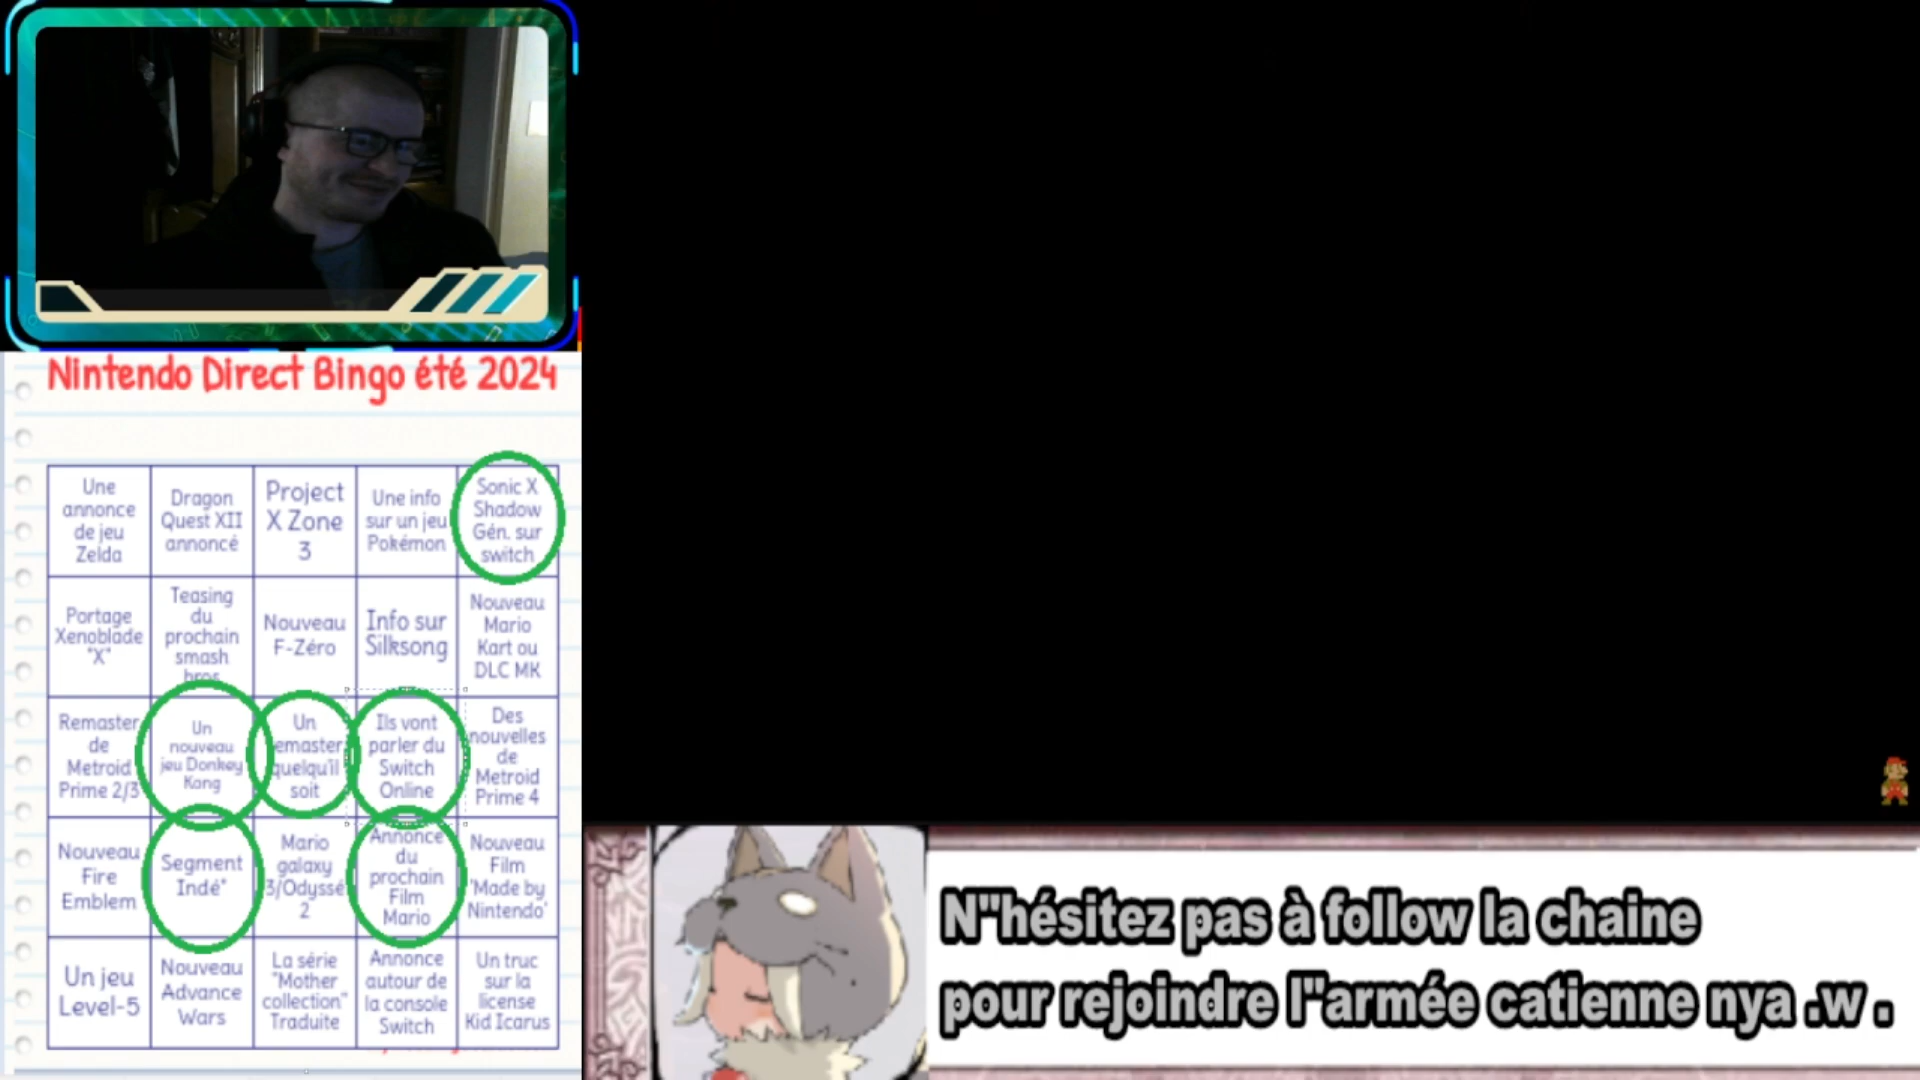 Nintendo Direct Bingo été 2024
Une
annonce
de jeu
Zelda
Dragon
Quest XII
annoncé
Project
X Zone
3
Une info
sur un jeu
Pokémon
Sonic X
Shadow
Gén. sur
switch
Portage
Xenoblade
"X"
Teasing
du
prochain
smash
bros
Nouveau
F-Zéro
Info sur
Silksong
Nouveau
Mario
Kart ou
DLC MK
Remaster
de
Metroid
Prime 2/3
Un
nouveau
jeu Donkey
Kong
Un
emaster
quelqu'il
soit
Ils vont
parler du
Switch
Online
Des
nouvelles
de
Metroid
Prime 4
Nouveau
Fire
Emblem
Segment
Indé"
Mario
galaxy
3/Odyssé
2
Annonce
du
prochain
Film
Mario
Nouveau
Film
'Made by
Nintendo'
Un jeu
Level-5
Nouveau
Advance
Wars
La série
"Mother
collection"
Traduite
Annonce
autour de
la console
Switch
Un truc
sur la
license
Kid Icarus
N"hésitez pas à follow la chaine
pour rejoindre l"armée catienne nya .w .